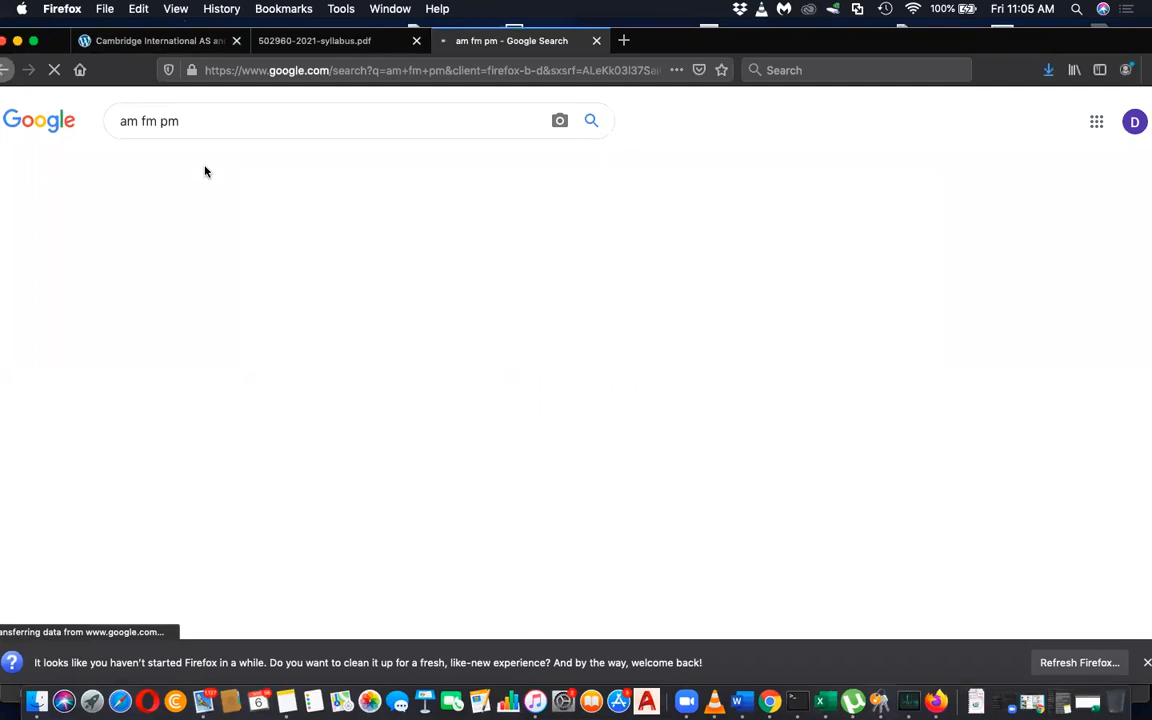 Firefox File Edit View History Bookmarks Tools Window Help 100% Fri 11:05 AM
Cambridge International AS an
502960-2021-syllabus.pdf
am fm pm - Google Search
https://www.google.com/search?q=am+fm+pm&client=firefox-b-d&sxsrf=ALeKk03I37Sa
Search
Google
am fm pm
D
ansferring data from www.google.com...
It looks like you haven't started Firefox in a while. Do you want to clean it up for a fresh, like-new experience? And by the way, welcome back!
Refresh Firefox...